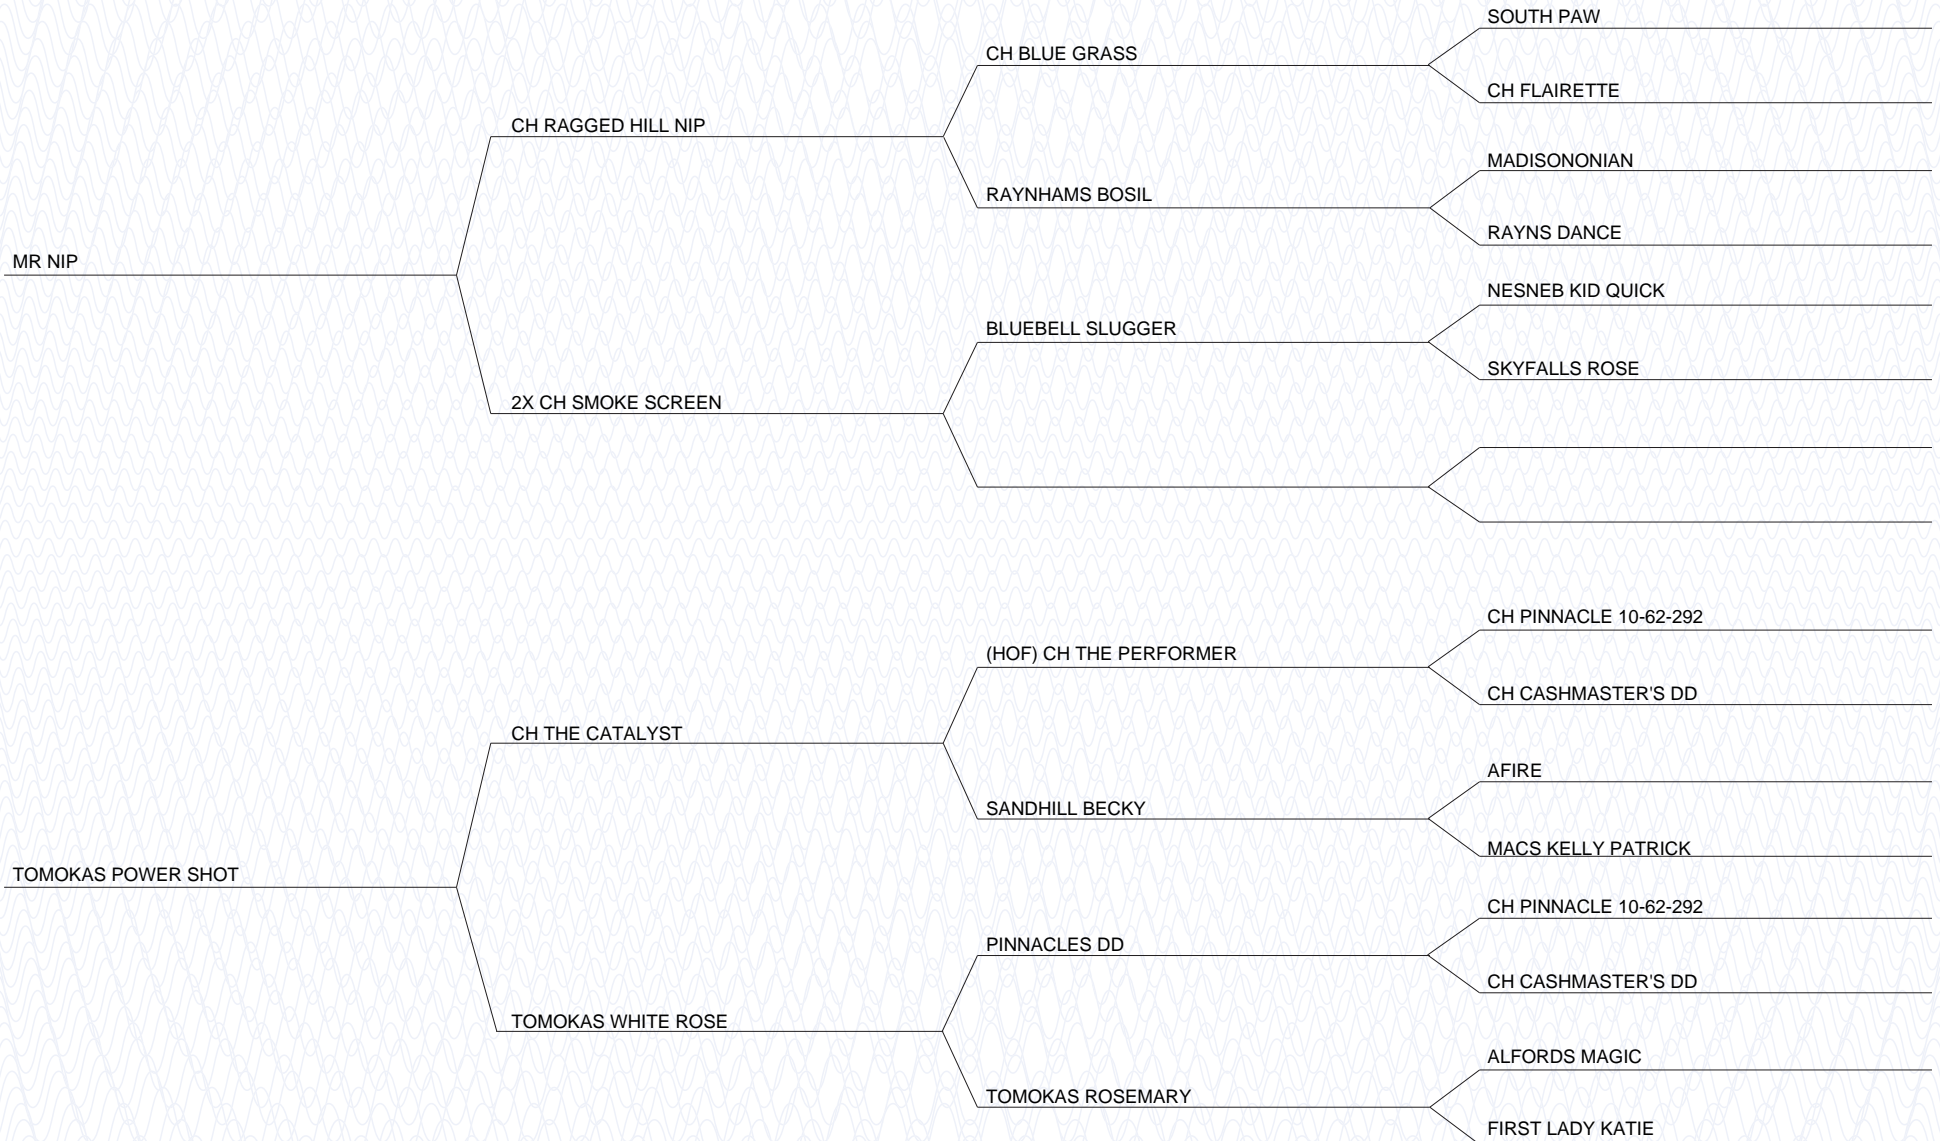 SOUTH PAW
CH BLUE GRASS
CH FLAIRETTE
CH RAGGED HILL NIP
MADISONONIAN
RAYNHAMS BOSIL
RAYNS DANCE
MR NIP
NESNEB KID QUICK
BLUEBELL SLUGGER
SKYFALLS ROSE
2X CH SMOKE SCREEN
CH PINNACLE 10-62-292
(HOF) CH THE PERFORMER
CH CASHMASTER'S DD
CH THE CATALYST
AFIRE
SANDHILL BECKY
MACS KELLY PATRICK
TOMOKAS POWER SHOT
CH PINNACLE 10-62-292
PINNACLES DD
CH CASHMASTER'S DD
TOMOKAS WHITE ROSE
ALFORDS MAGIC
TOMOKAS ROSEMARY
FIRST LADY KATIE